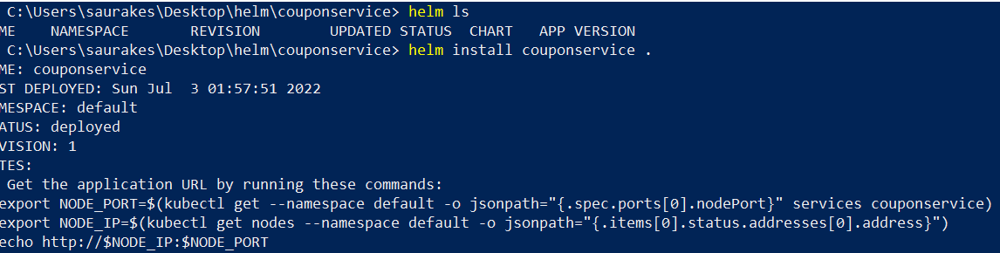 C:\Users\saurakes\Desktop\helm\couponservice> helm ls
ME NAMESPACE REVISION UPDATED STATUS CHART APP VERSION
C:\Users\saurakes\Desktop\helm\couponservice> helm install couponservice .
ME: couponservice
ST DEPLOYED: Sun Jul  3 01:57:51 2022
MESPACE: default
ATUS: deployed
VISION: 1
TES:
Get the application URL by running these commands:
export NODE_PORT=$(kubectl get --namespace default -o jsonpath="{.spec.ports[0].nodePort}" services couponservice)
export NODE_IP=$(kubectl get nodes --namespace default -o jsonpath="{.items[0].status.addresses[0].address}")
echo http://$NODE_IP:$NODE_PORT